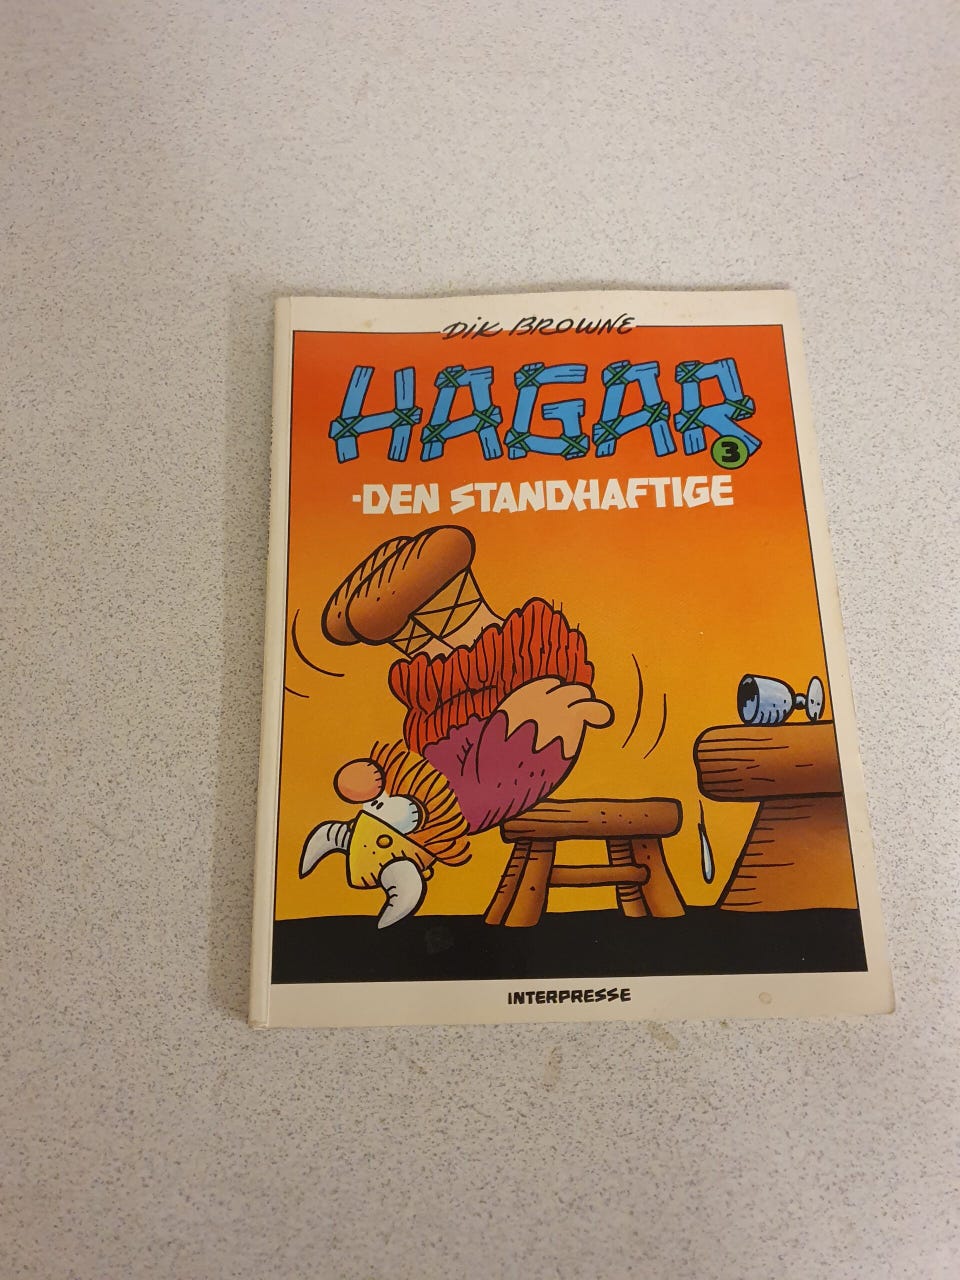 DIK BROWNE
HAGAR
3
-DEN STANDHAFTIGE
INTERPRESSE